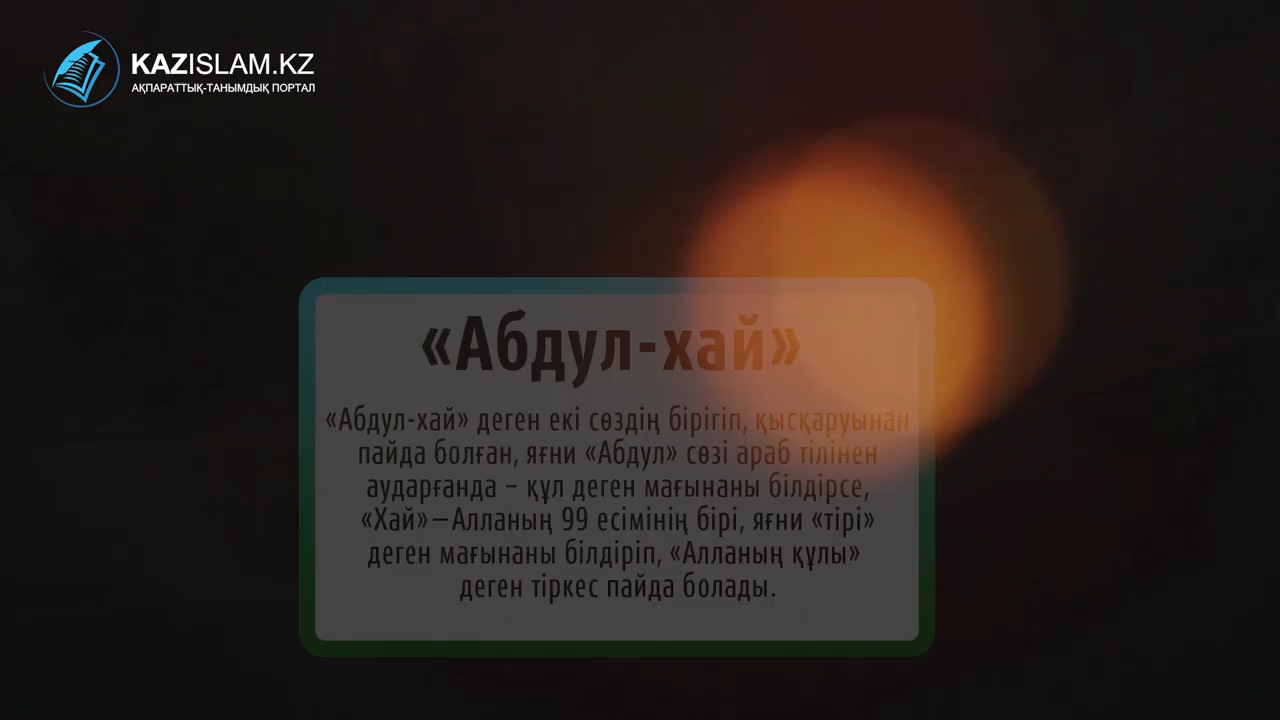 KAZISLAM.KZ
АҚПАРАТТЫҚ-ТАНЫМДЫҚ ПОРТАЛ
«Абдул-хай»
«Абдул-хай» деген екі сөздің бірігіп, қысқаруынан
пайда болған, яғни «Абдул» сөзі араб тілінен
аударғанда – құл деген мағынаны білдірсе,
«Хай» – Алланың 99 есімінің бірі, яғни «тірі»
деген мағынаны білдіріп, «Алланың құлы»
деген тіркес пайда болады.